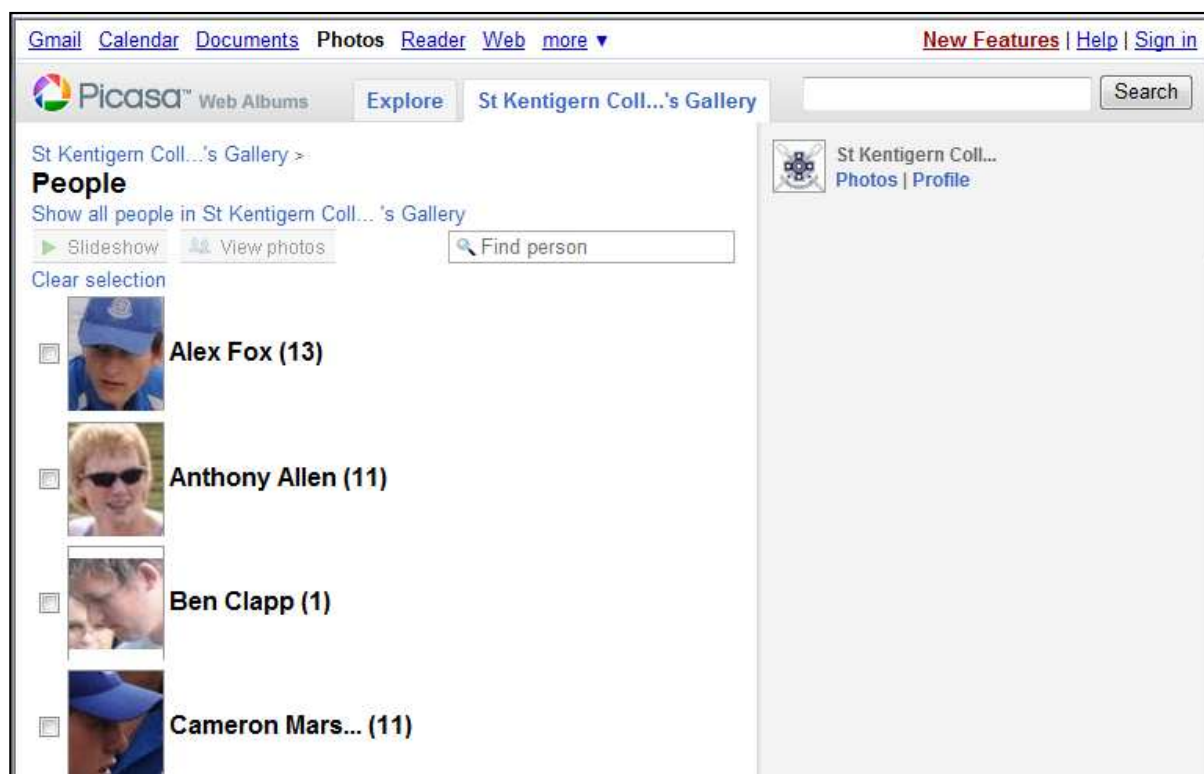 Gmail Calendar Documents Photos Reader Web more ▼ New Features | Help | Sign in
Picasa™ Web Albums Explore St Kentigern Coll...'s Gallery Search
St Kentigern Coll...'s Gallery >
People
Show all people in St Kentigern Coll... 's Gallery
Slideshow View photos Find person
Clear selection
Alex Fox (13)
Anthony Allen (11)
Ben Clapp (1)
Cameron Mars... (11)
St Kentigern Coll...
Photos | Profile